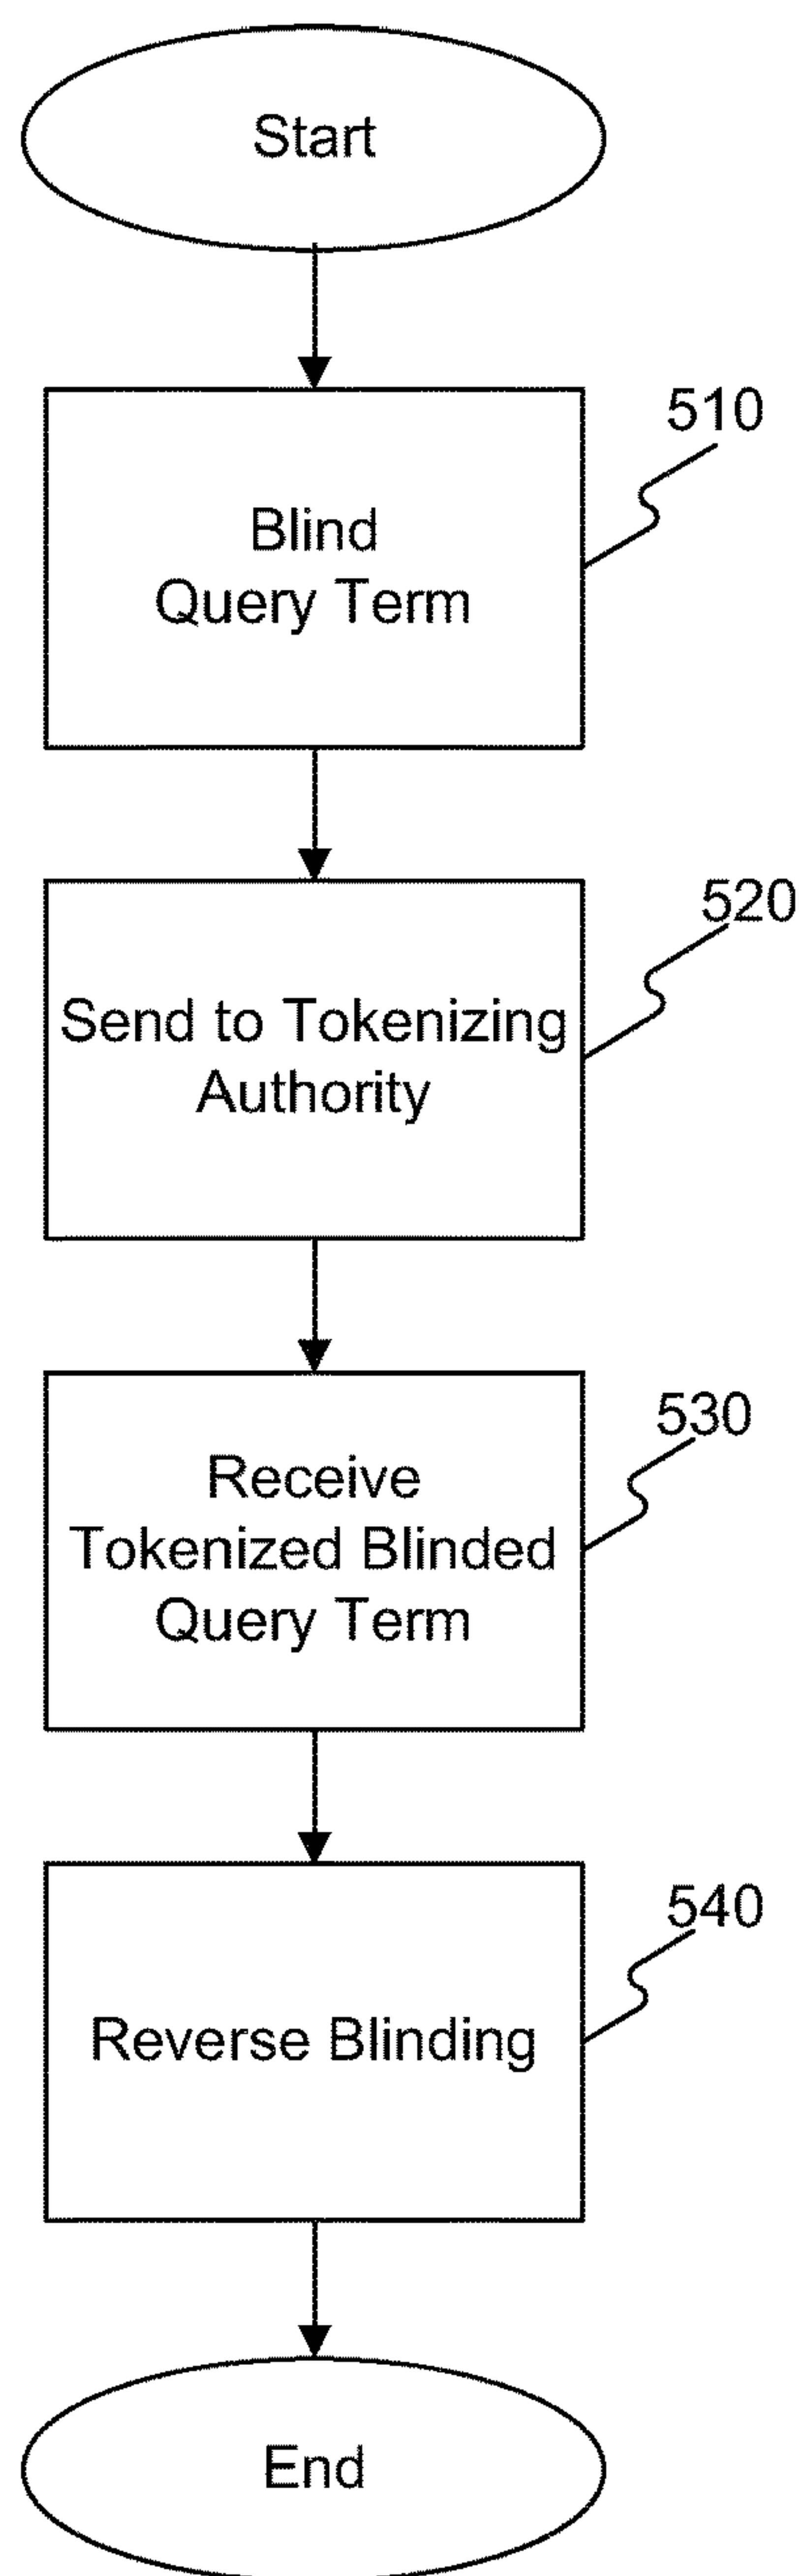 Start
510
Blind
Query Term
520
Send to Tokenizing
Authority
530
Receive
Tokenized Blinded
Query Term
540
Reverse Blinding
End